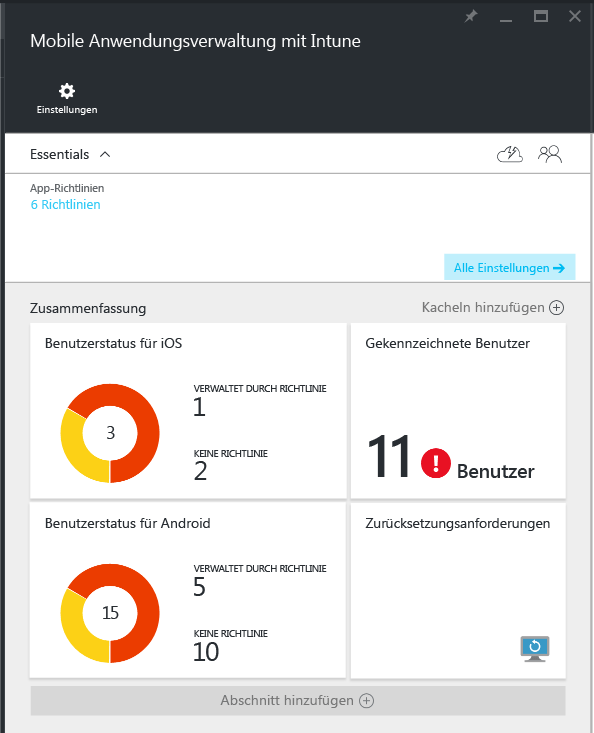 Mobile Anwendungsverwaltung mit Intune
Einstellungen
Essentials
App-Richtlinien
6 Richtlinien
Alle Einstellungen
Zusammenfassung
Kacheln hinzufügen
Benutzerstatus für iOS
3
VERWALTET DURCH RICHTLINIE
1
KEINE RICHTLINIE
2
Gekennzeichnete Benutzer
11 ! Benutzer
Benutzerstatus für Android
15
VERWALTET DURCH RICHTLINIE
5
KEINE RICHTLINIE
10
Zurücksetzungsanforderungen
Abschnitt hinzufügen